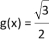 g(x) = √3/2